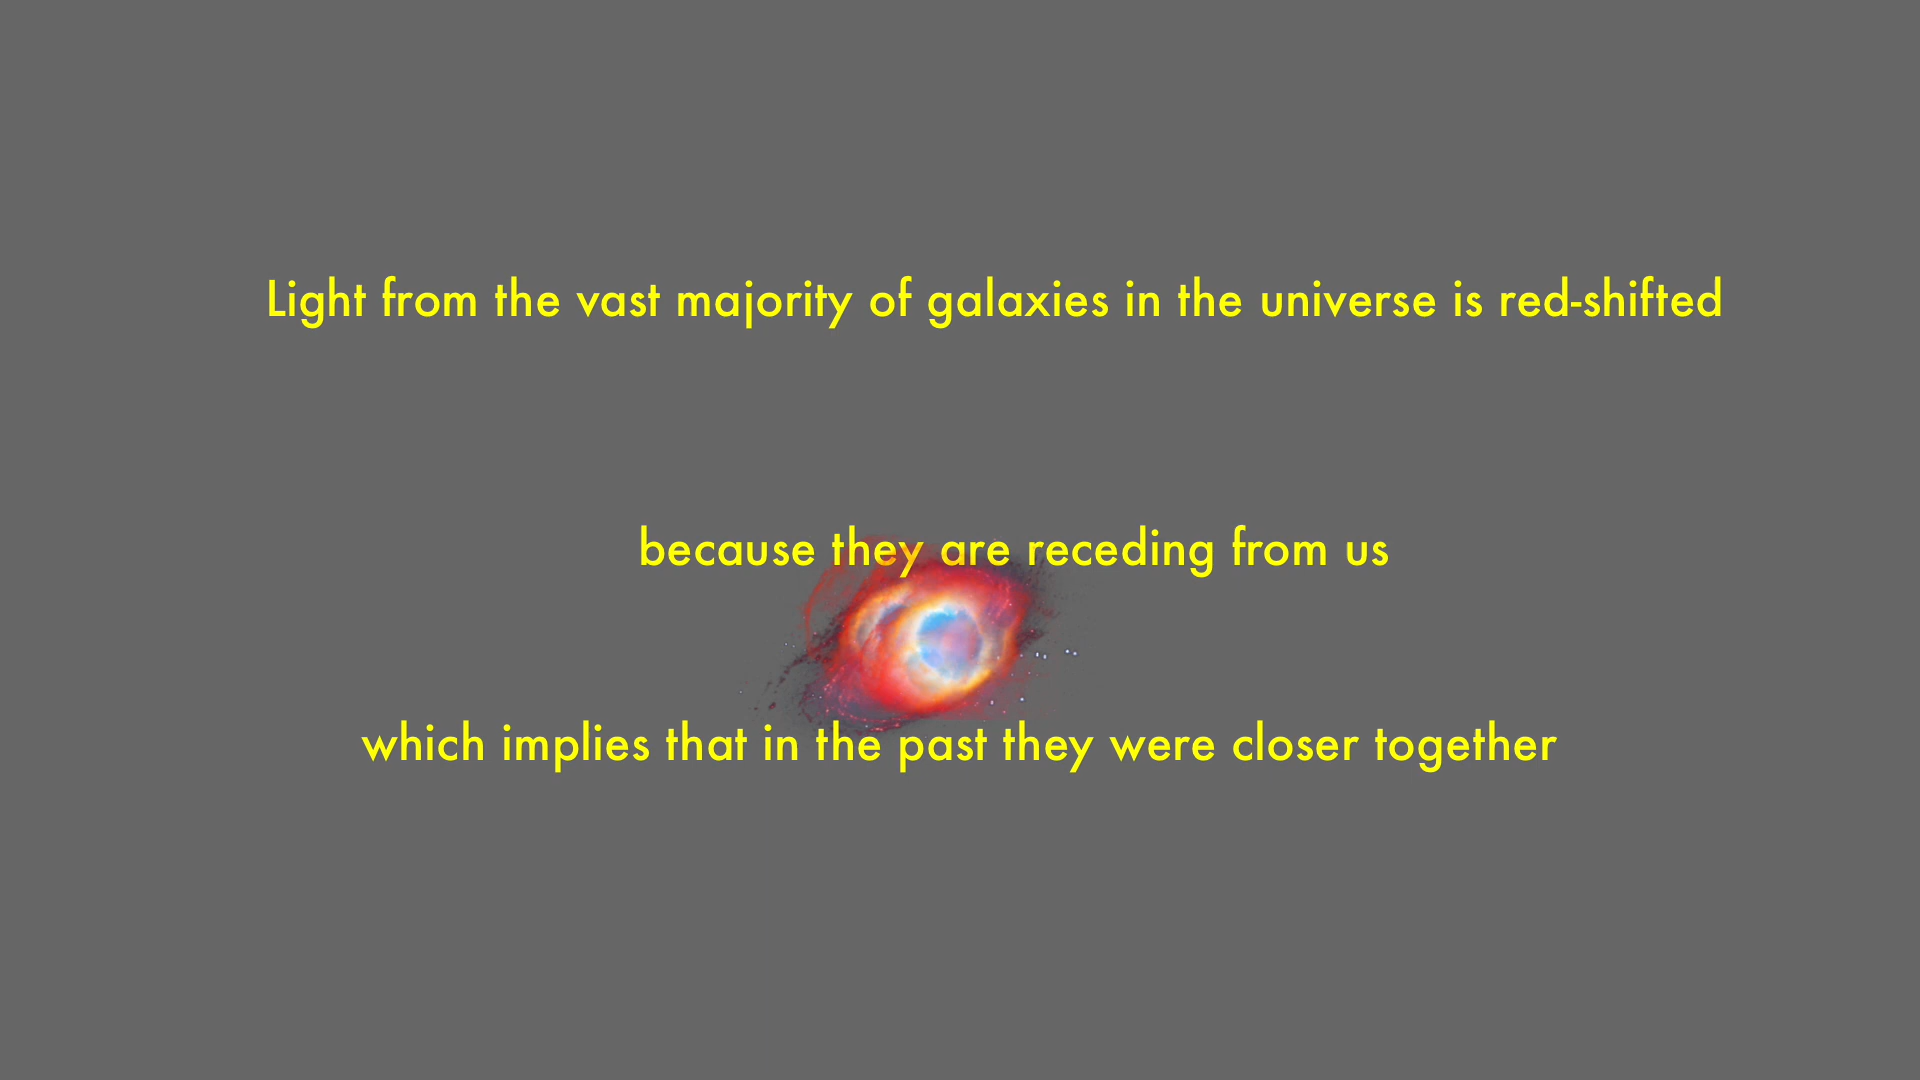 Light from the vast majority of galaxies in the universe is red-shifted
because they are receding from us
which implies that in the past they were closer together